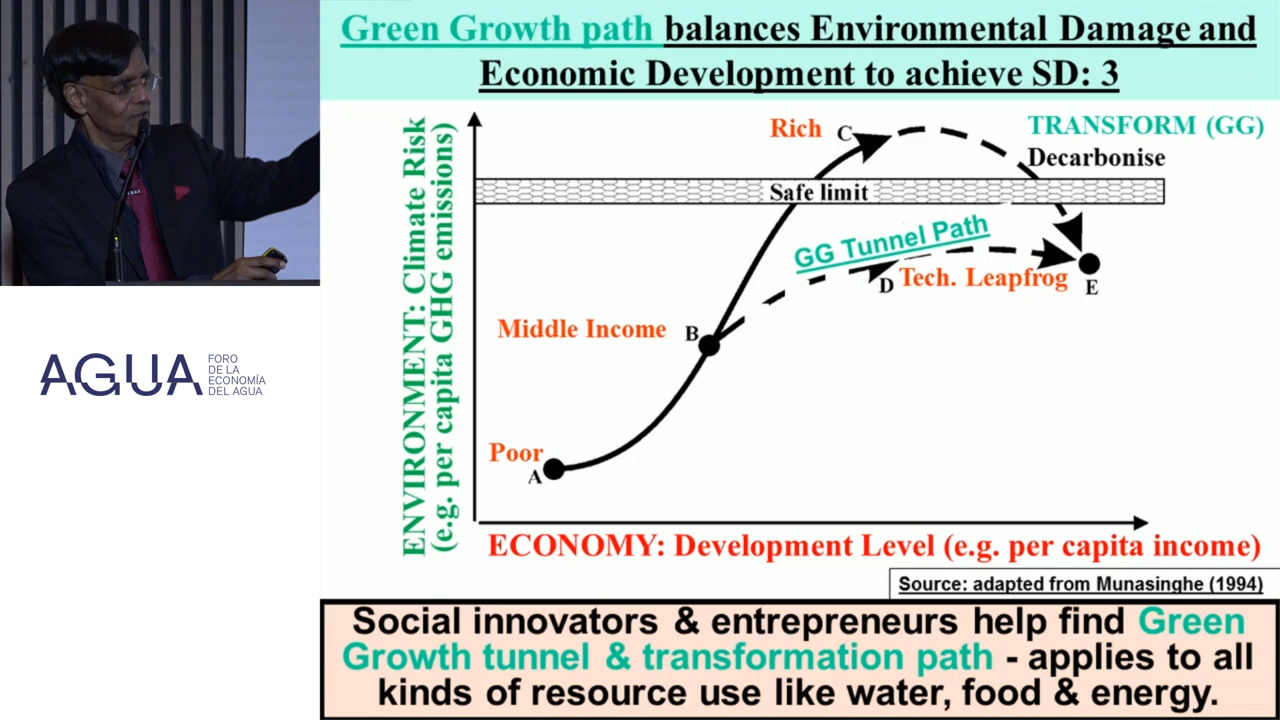 Green Growth path balances Environmental Damage and
Economic Development to achieve SD: 3
ENVIRONMENT: Climate Risk
(e.g. per capita GHG emissions)
Rich C
TRANSFORM (GG)
Decarbonise
Safe limit
GG Tunnel Path
D Tech. Leapfrog
E
Middle Income B
Poor
A
ECONOMY: Development Level (e.g. per capita income)
Source: adapted from Munasinghe (1994)
Social innovators & entrepreneurs help find Green
Growth tunnel & transformation path - applies to all
kinds of resource use like water, food & energy.
AGUA
FORO
DE LA
ECONOMÍA
DEL AGUA